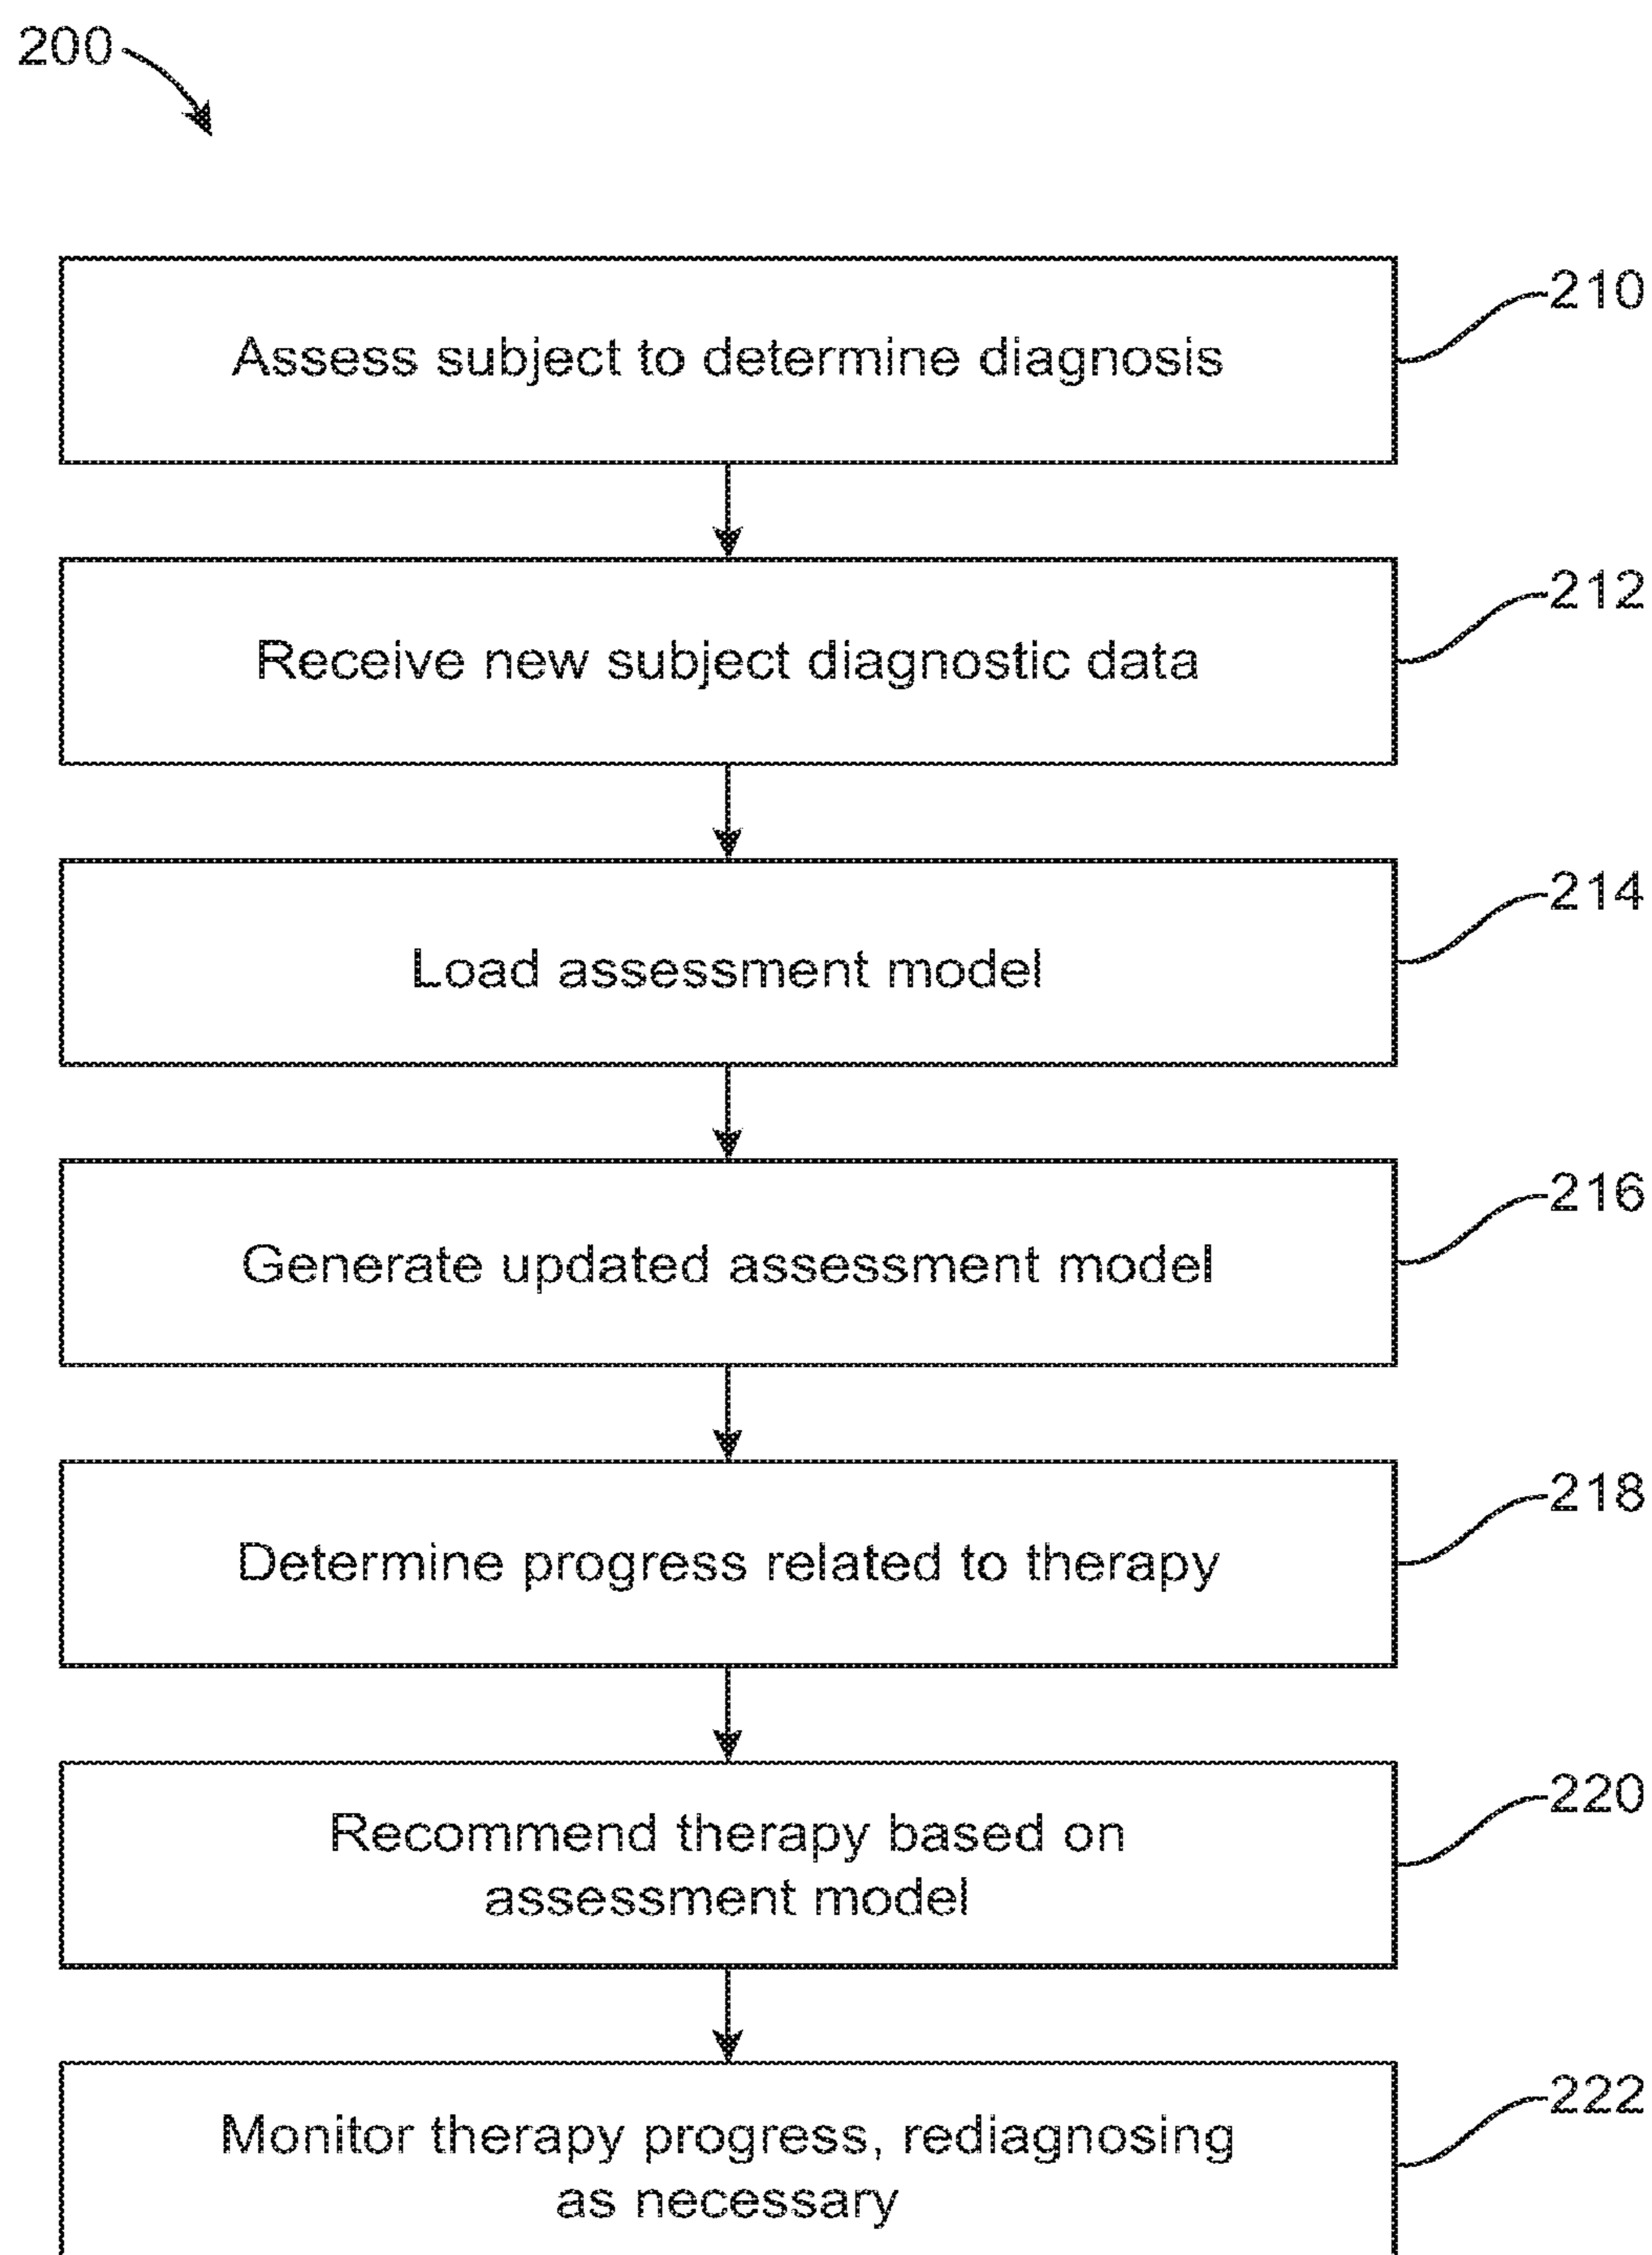 200
Assess subject to determine diagnosis
210
Receive new subject diagnostic data
212
Load assessment model
214
Generate updated assessment model
216
Determine progress related to therapy
218
Recommend therapy based on
assessment model
220
Monitor therapy progress, rediagnosing
as necessary
222